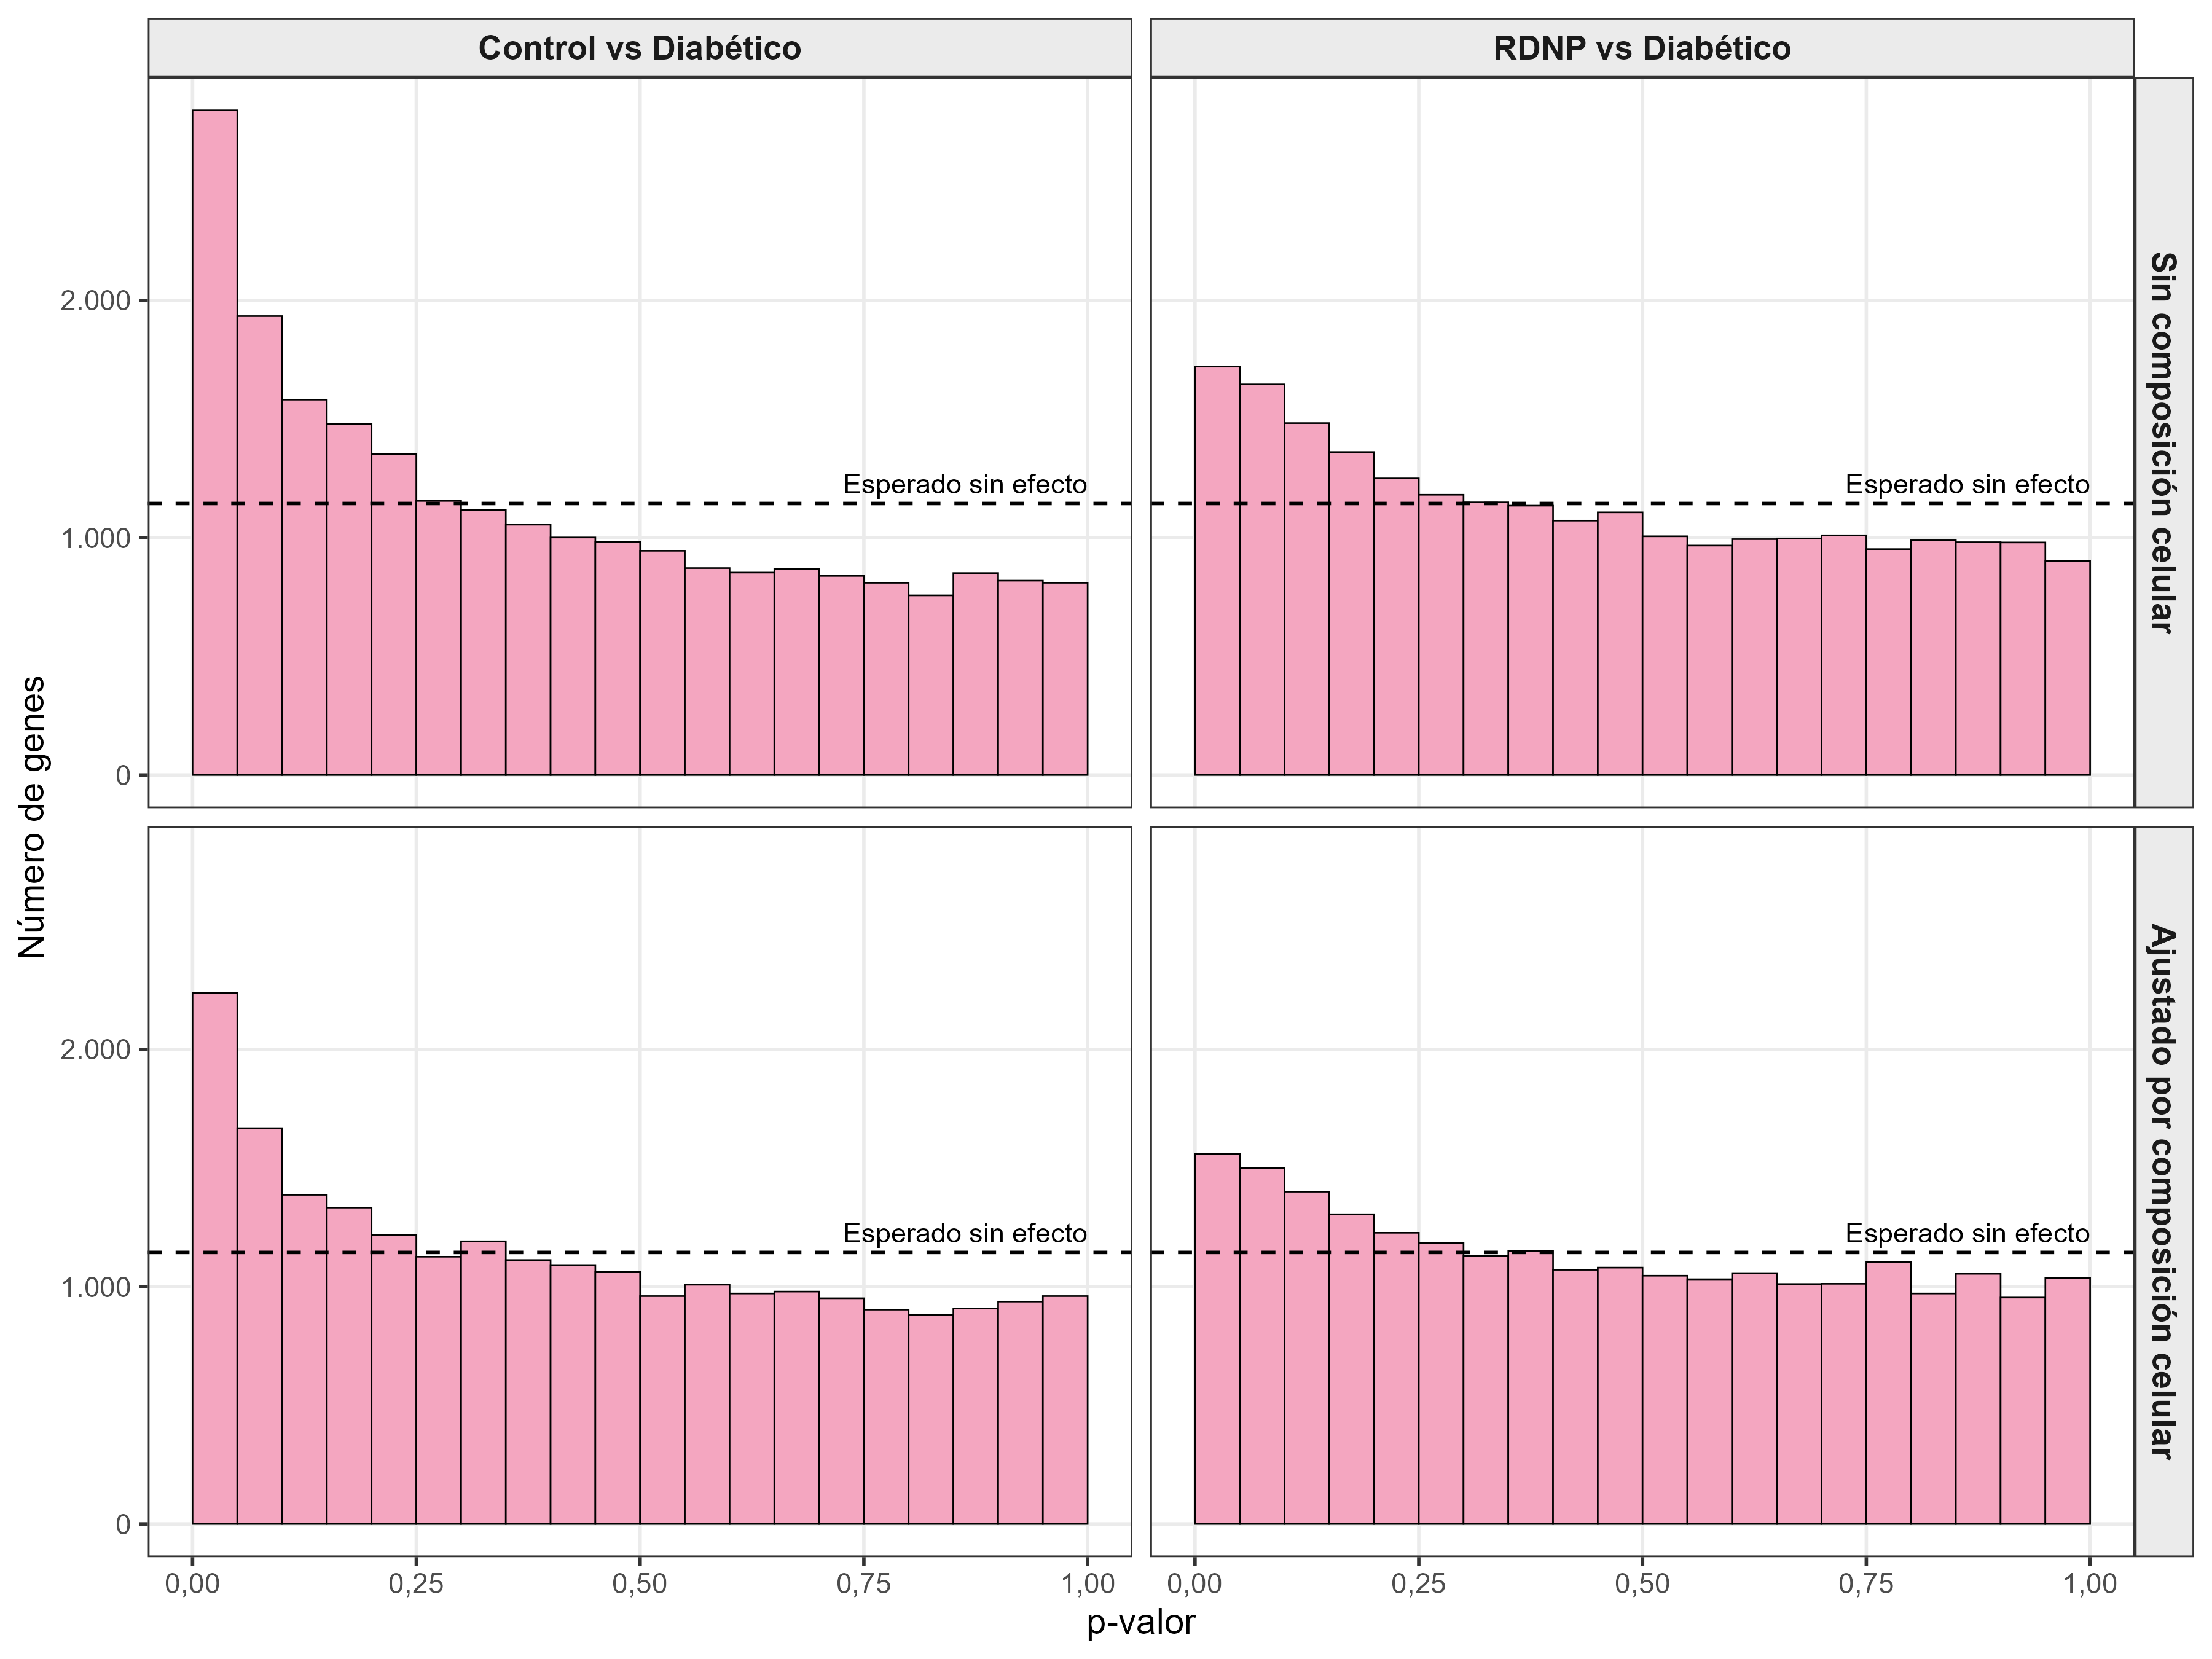 Control vs Diabético
RDNP vs Diabético
Sin composición celular
Ajustado por composición celular
Número de genes
2.000
1.000
0
Esperado sin efecto
Esperado sin efecto
2.000
1.000
0
Esperado sin efecto
Esperado sin efecto
0,00 0,25 0,50 0,75 1,00
0,00 0,25 0,50 0,75 1,00
p-valor